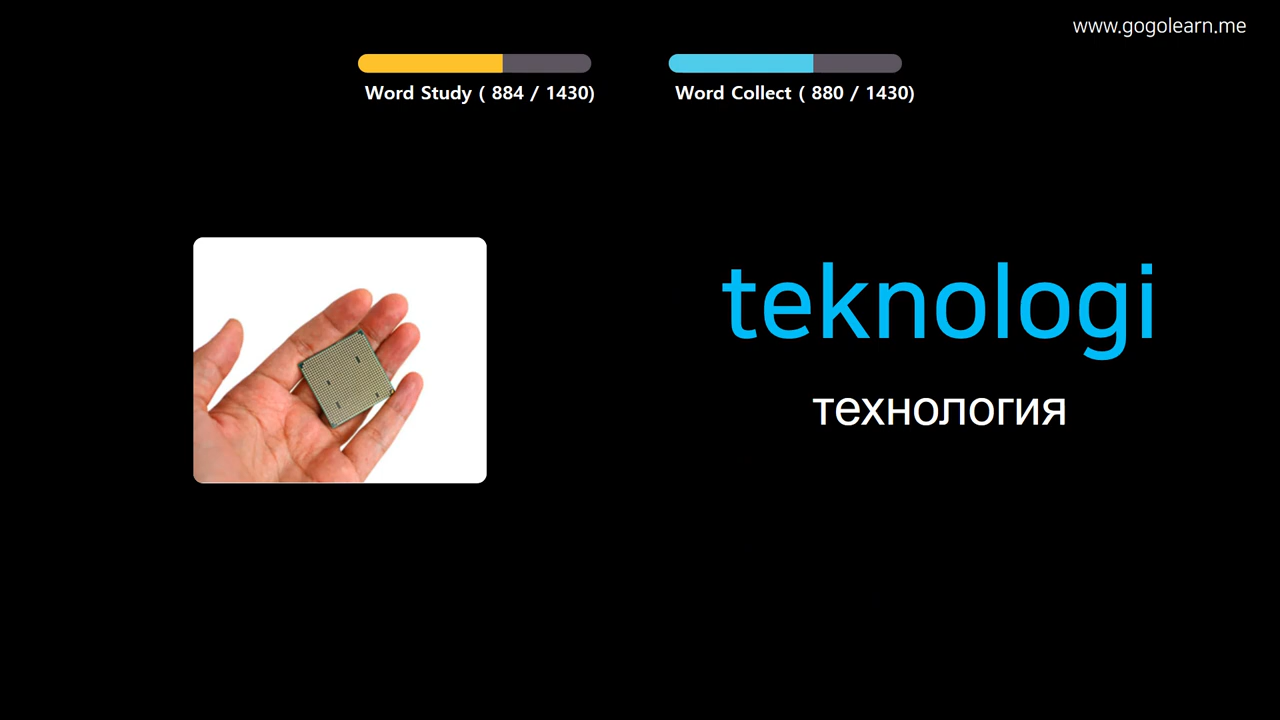 www.gogolearn.me
Word Study ( 884 / 1430)
Word Collect ( 880 / 1430)
teknologi
технология